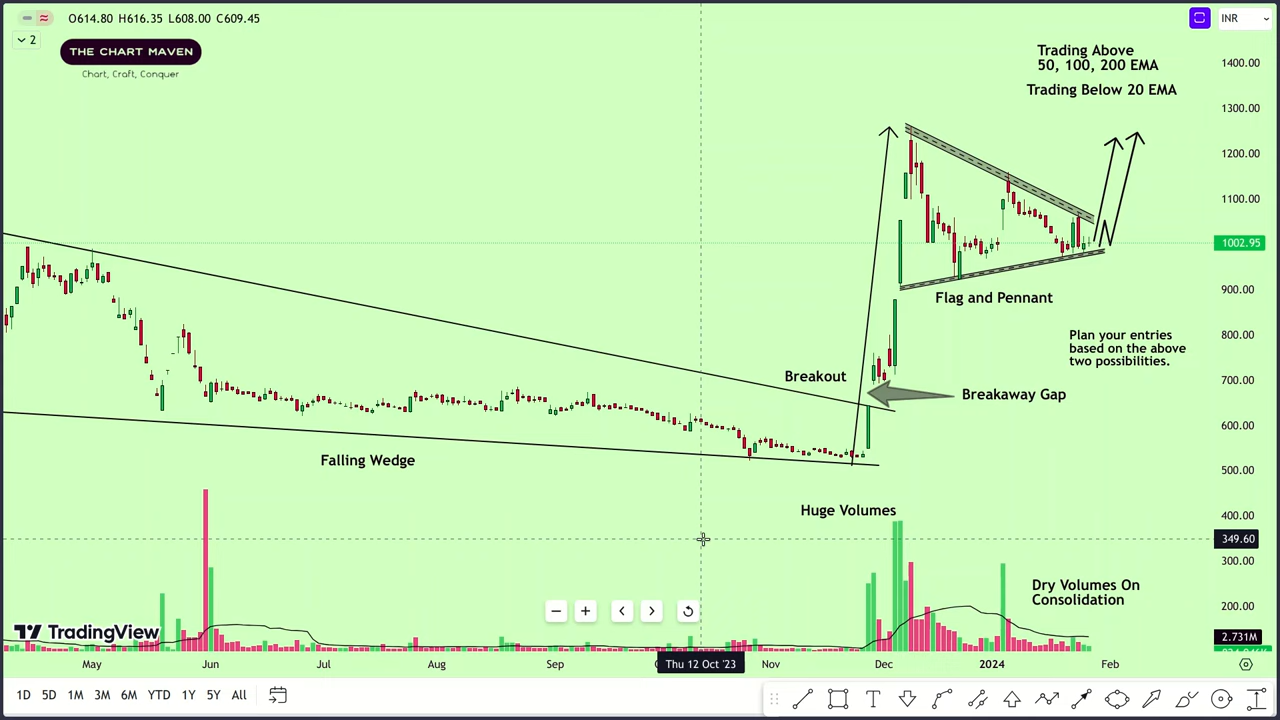 O614.80 H616.35 L608.00 C609.45
INR
2
THE CHART MAVEN
Chart, Craft, Conquer
Trading Above
50, 100, 200 EMA
Trading Below 20 EMA
1400.00
1300.00
1200.00
1100.00
1002.95
900.00
800.00
700.00
600.00
500.00
400.00
349.60
300.00
200.00
2.731M
Flag and Pennant
Plan your entries
based on the above
two possibilities.
Breakout
Breakaway Gap
Falling Wedge
Huge Volumes
Dry Volumes On
Consolidation
TradingView
May Jun Jul Aug Sep Thu 12 Oct '23 Nov Dec 2024 Feb
1D 5D 1M 3M 6M YTD 1Y 5Y All